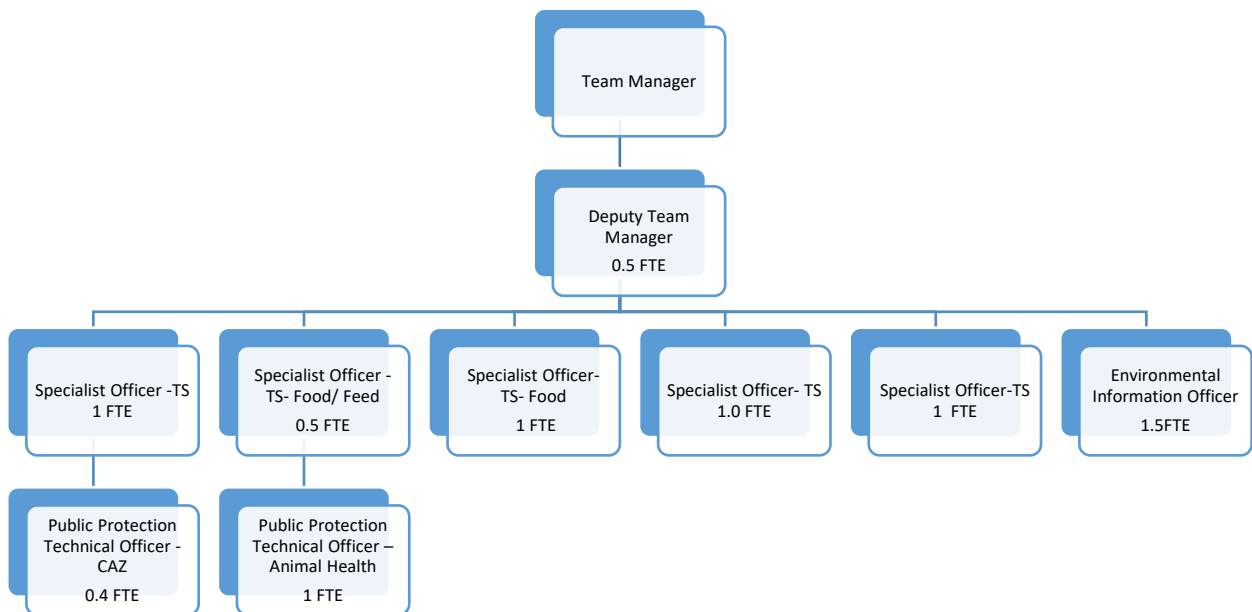 Team Manager
Deputy Team
Manager
0.5 FTE
Specialist Officer -TS
1 FTE
Specialist Officer -
TS- Food/ Feed
0.5 FTE
Specialist Officer-
TS- Food
1 FTE
Specialist Officer- TS
1.0 FTE
Specialist Officer-TS
1 FTE
Environmental
Information Officer
1.5FTE
Public Protection
Technical Officer -
CAZ
0.4 FTE
Public Protection
Technical Officer –
Animal Health
1 FTE